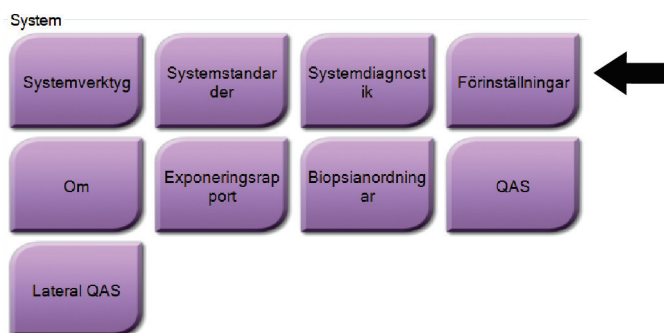 System
Systemverktyg
Systemstandar
der
Systemdiagnost
ik
Förinställningar
Om
Exponeringsrap
port
Biopsianordning
ar
QAS
Lateral QAS